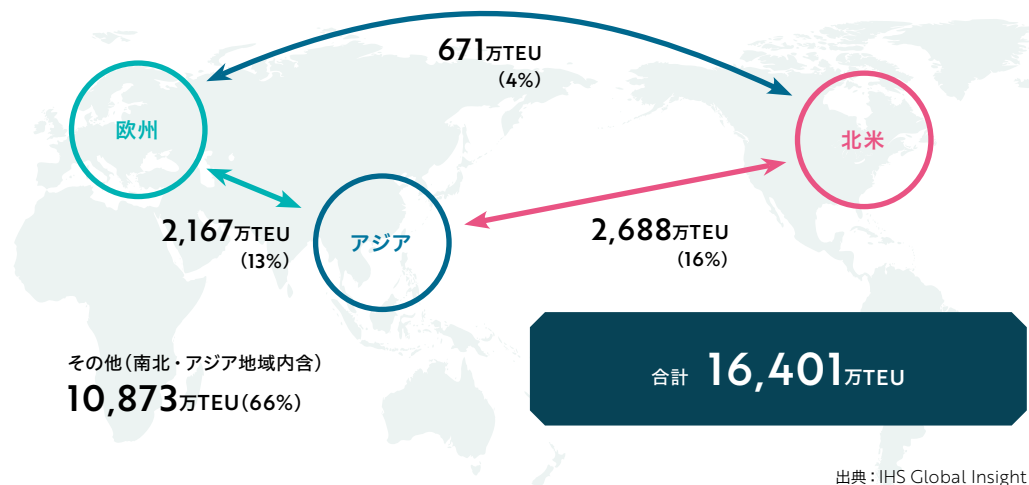 671万TEU
(4%)
欧州
北米
2,167万TEU
(13%)
アジア
2,688万TEU
(16%)
その他(南北・アジア地域内含)
10,873万TEU(66%)
合計 16,401万TEU
出典:IHS Global Insight